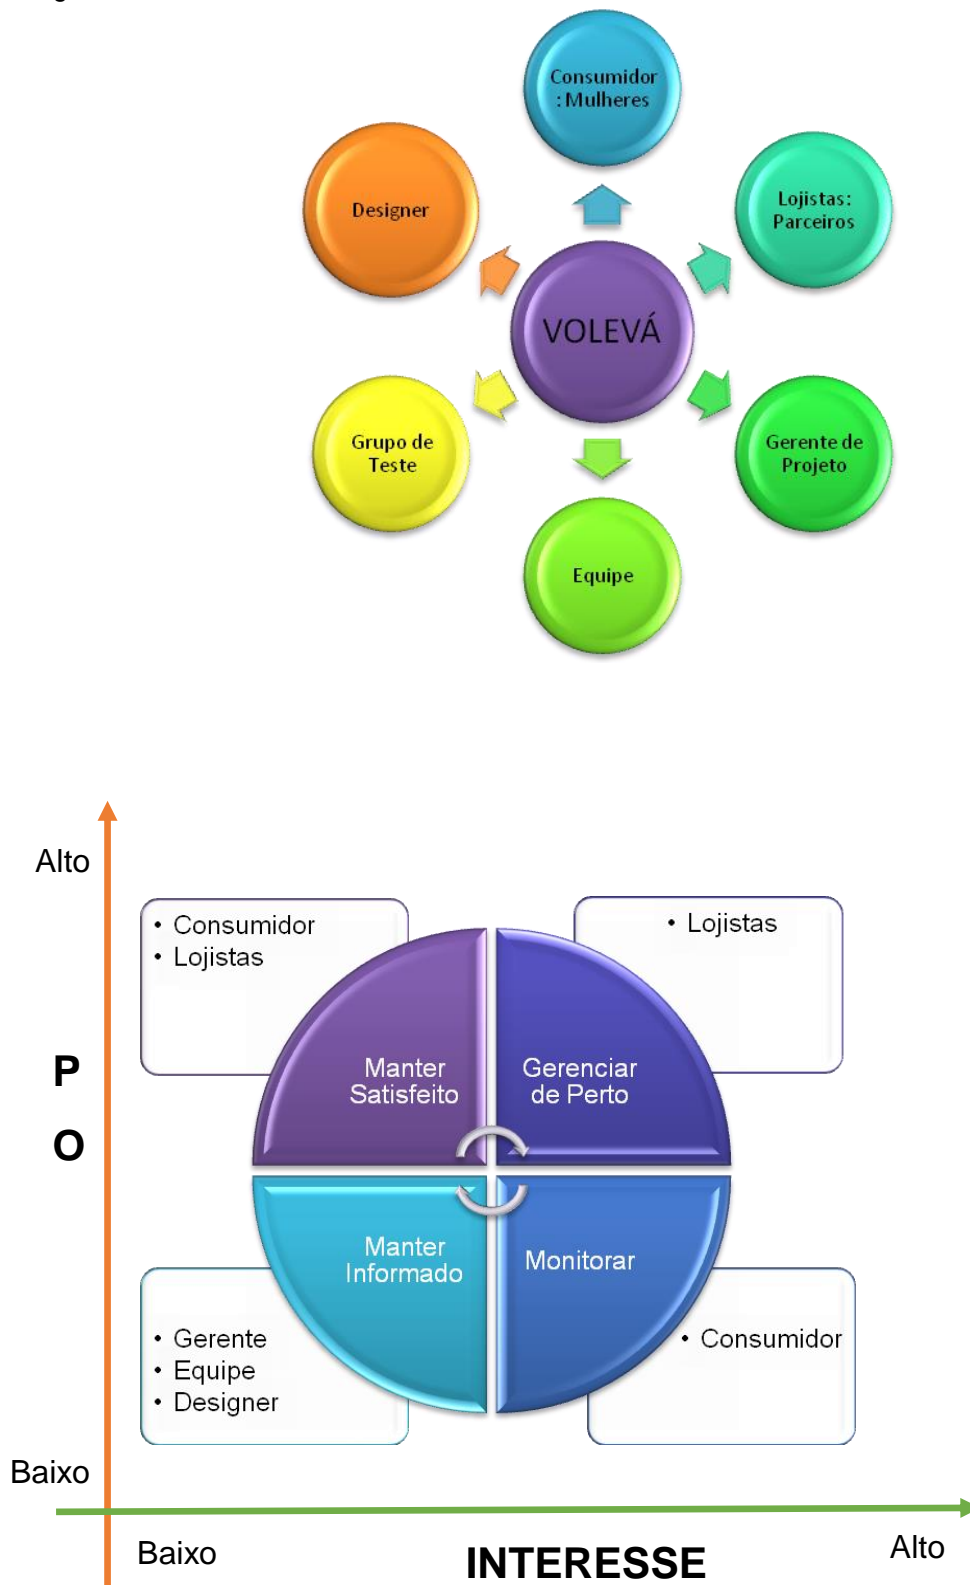 Consumidor
: Mulheres
Designer
Lojistas:
Parceiros
VOLEVÁ
Grupo de
Teste
Gerente de
Projeto
Equipe
Alto
• Consumidor
• Lojistas
• Lojistas
P
O
Manter
Satisfeito
Gerenciar
de Perto
Manter
Informado
Monitorar
• Gerente
• Equipe
• Designer
• Consumidor
Baixo
Baixo
INTERESSE
Alto